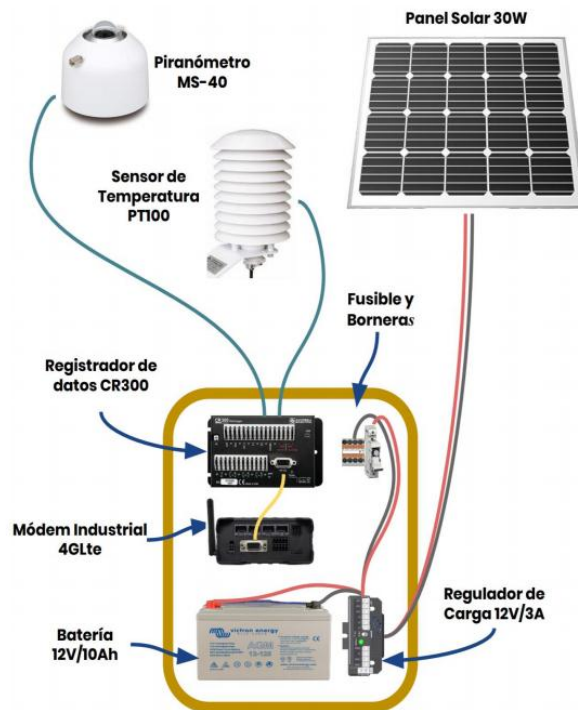 Panel Solar 30W
Piranómetro
MS-40
Sensor de
Temperatura
PT100
Fusible y
Borneras
Registrador de
datos CR300
Módem Industrial
4GLte
Regulador de
Carga 12V/3A
Batería
12V/10Ah
victron energy
AGM